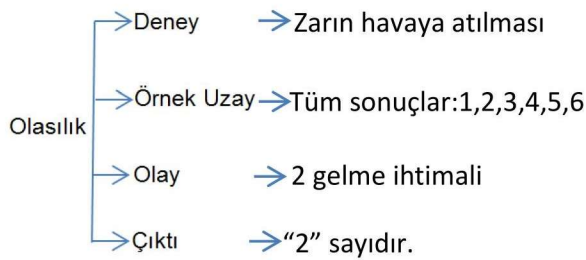 Deney Zarın havaya atılması
Örnek Uzay Tüm sonuçlar:1,2,3,4,5,6
Olasılık
Olay 2 gelme ihtimali
Çıktı “2” sayıdır.